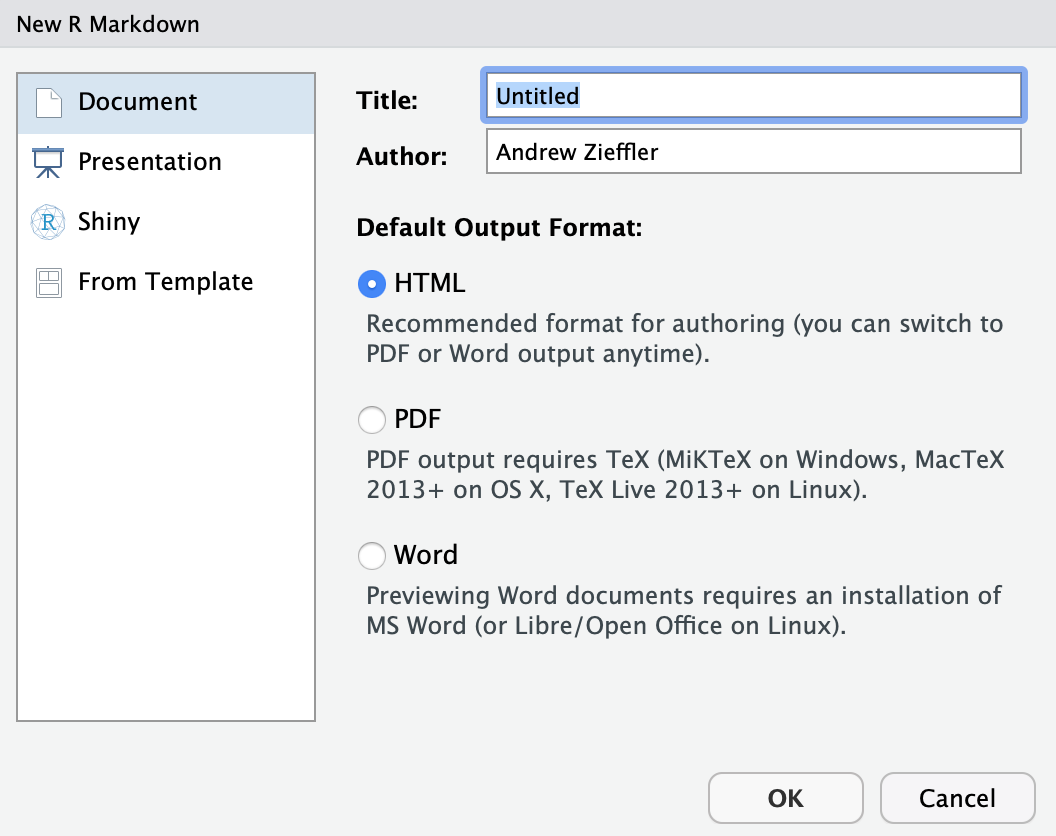 New R Markdown
Document
Presentation
Shiny
From Template
Title:
Untitled
Author:
Andrew Zieffler
Default Output Format:
HTML
Recommended format for authoring (you can switch to
PDF or Word output anytime).
PDF
PDF output requires TeX (MiKTeX on Windows, MacTeX
2013+ on OS X, TeX Live 2013+ on Linux).
Word
Previewing Word documents requires an installation of
MS Word (or Libre/Open Office on Linux).
OK
Cancel